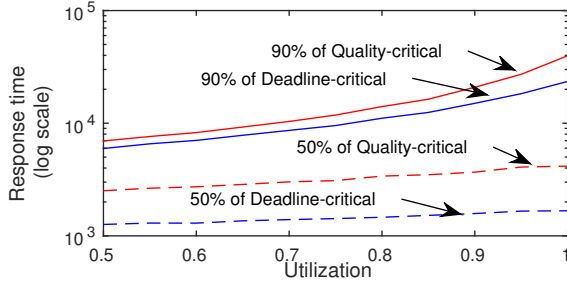 10^5
90% of Quality-critical
90% of Deadline-critical
10^4
50% of Quality-critical
50% of Deadline-critical
10^3
0.5 0.6 0.7 0.8 0.9 1
Utilization
Response time
(log scale)